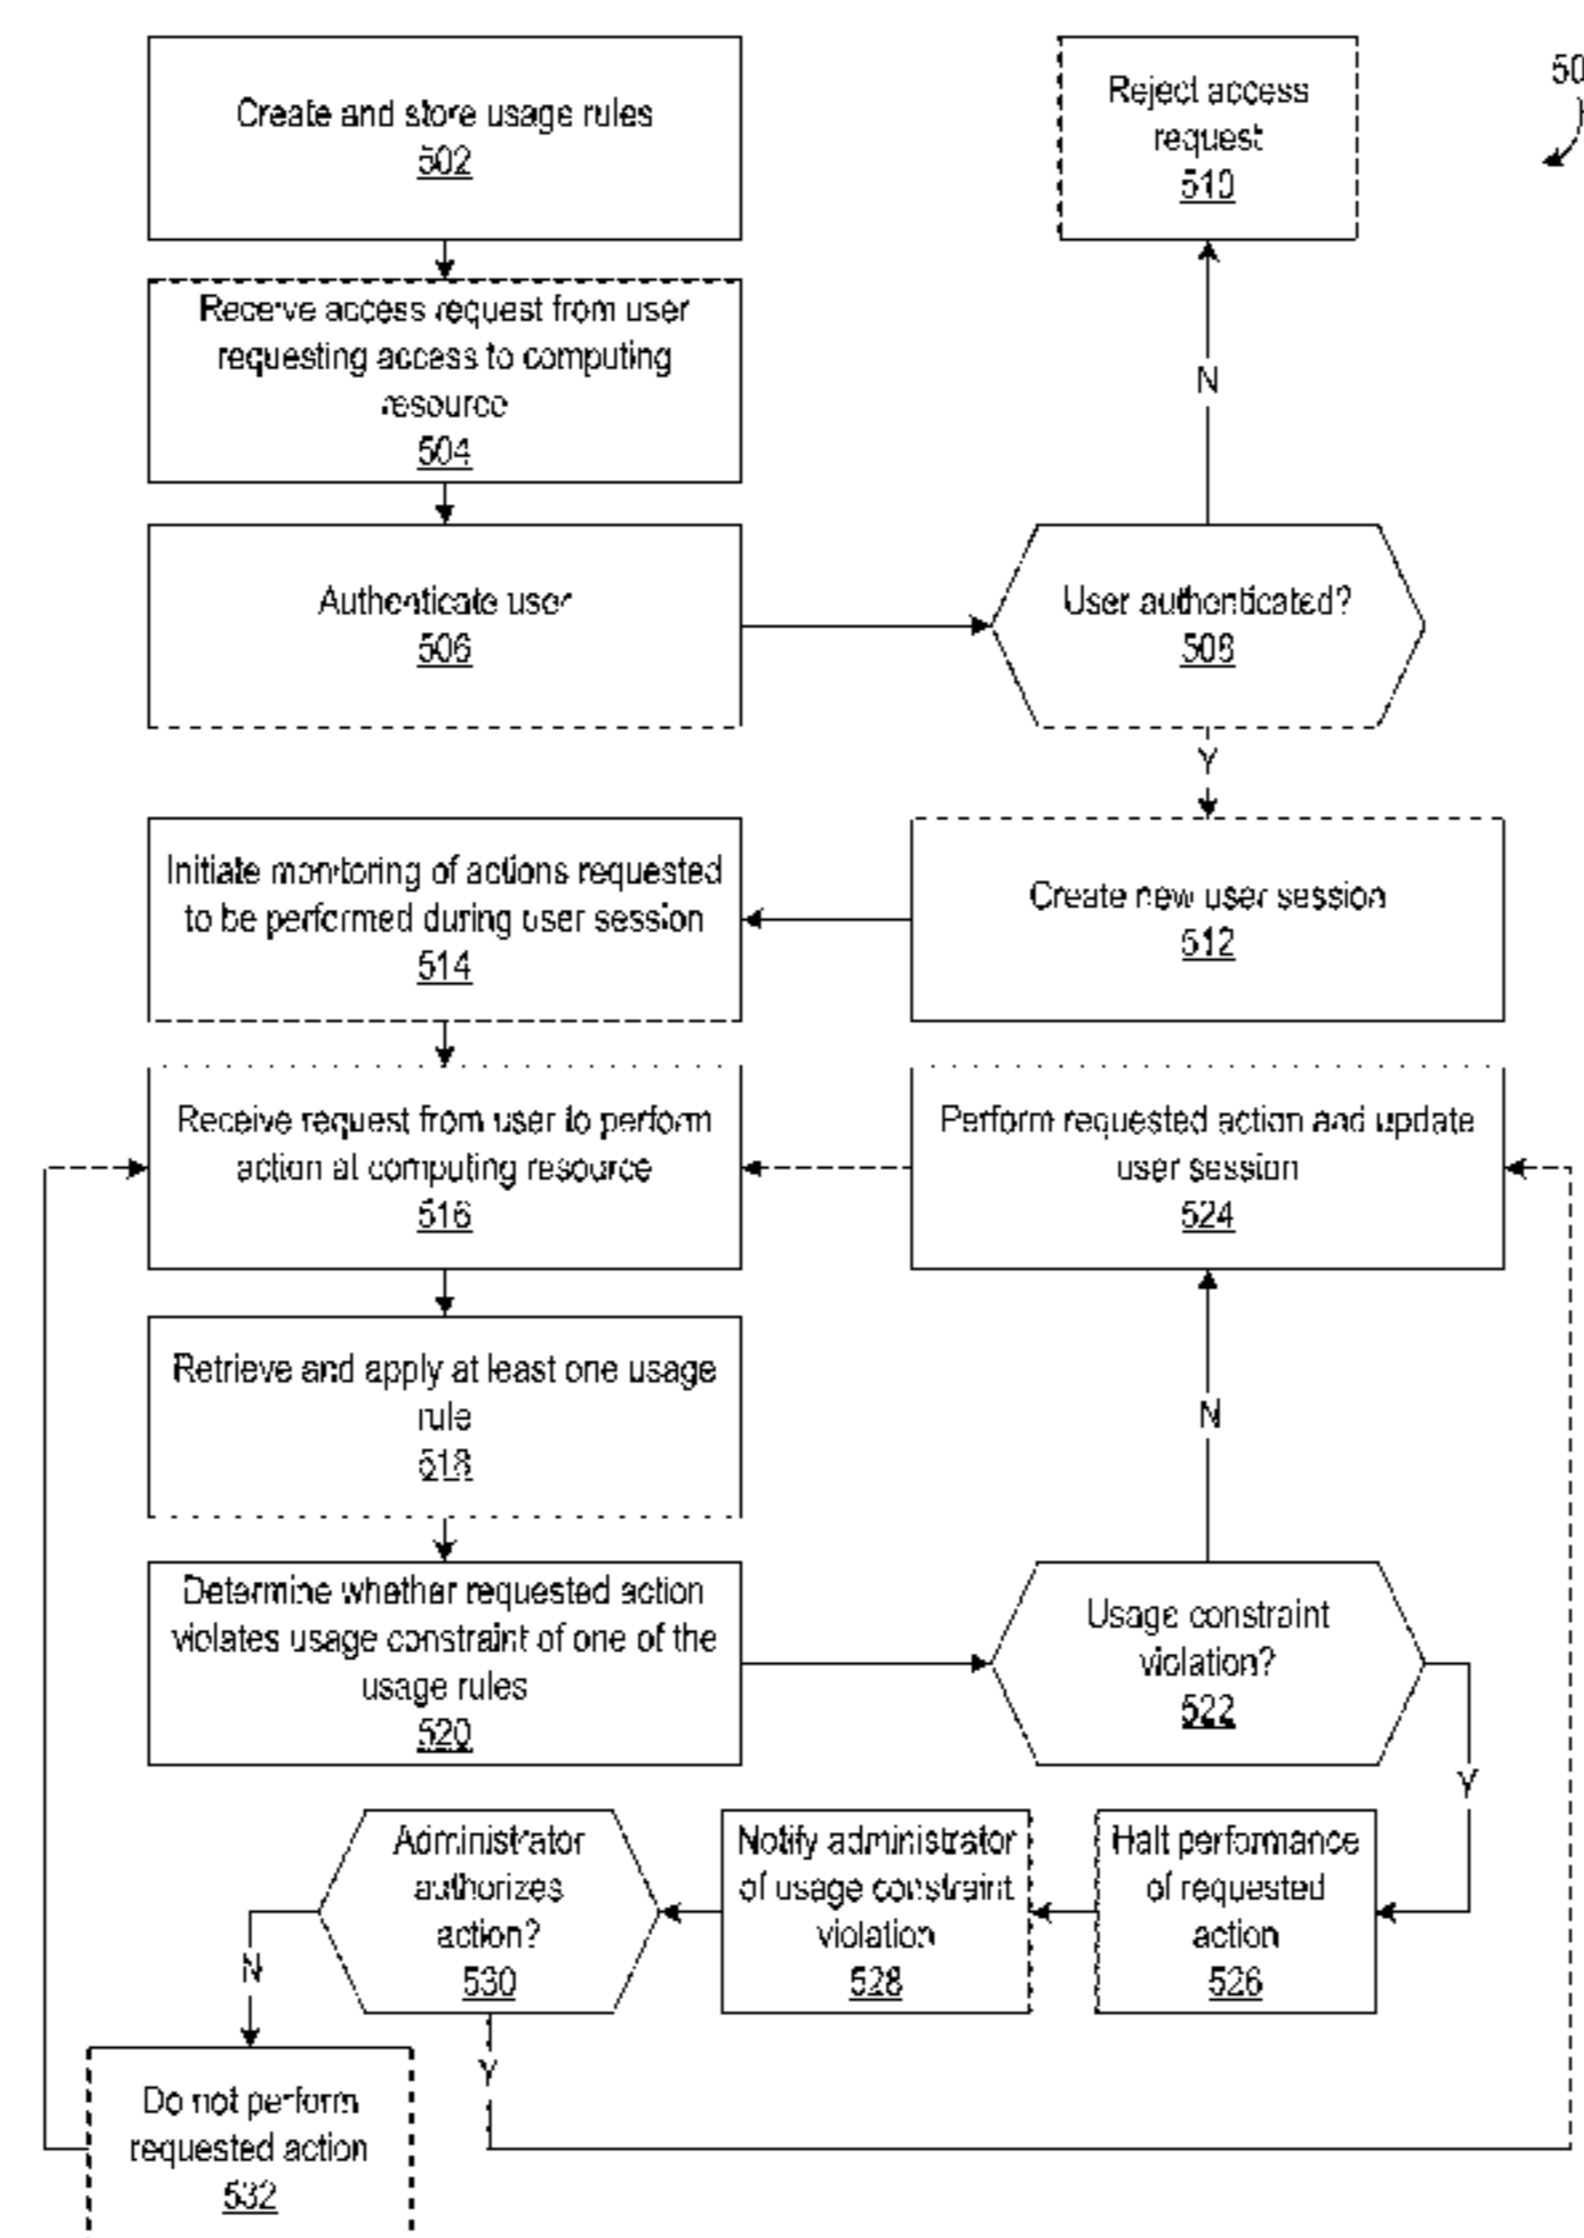 Create and store usage rules
502
Reject access
request
510
50
Receive access request from user
requesting access to computing
resource
504
N
Authenticate user
506
User authenticated?
508
Y
Initiate monitoring of actions requested
to be performed during user session
514
Create new user session
512
Receive request from user to perform
action at computing resource
516
Perform requested action and update
user session
524
Retrieve and apply at least one usage
rule
518
N
Determine whether requested action
violates usage constraint of one of the
usage rules
520
Usage constraint
violation?
522
Y
Administrator
authorizes
action?
530
Notify administrator
of usage constraint
violation
528
Halt performance
of requested
action
526
N
Y
Do not perform
requested action
532